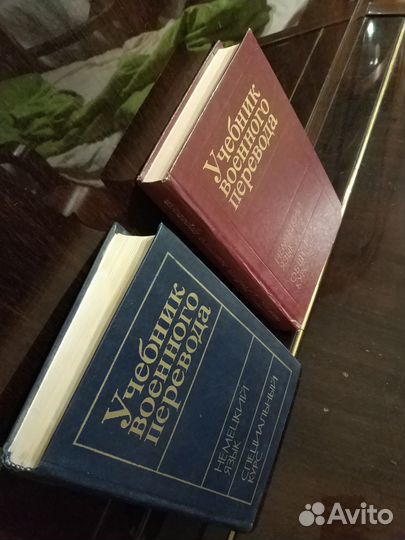 Учебник
военного
перевода
Учебник
военного
перевода
НЕМЕЦКИЙ
ЯЗЫК
СПЕЦИАЛЬНЫЙ
КУРС
Avito